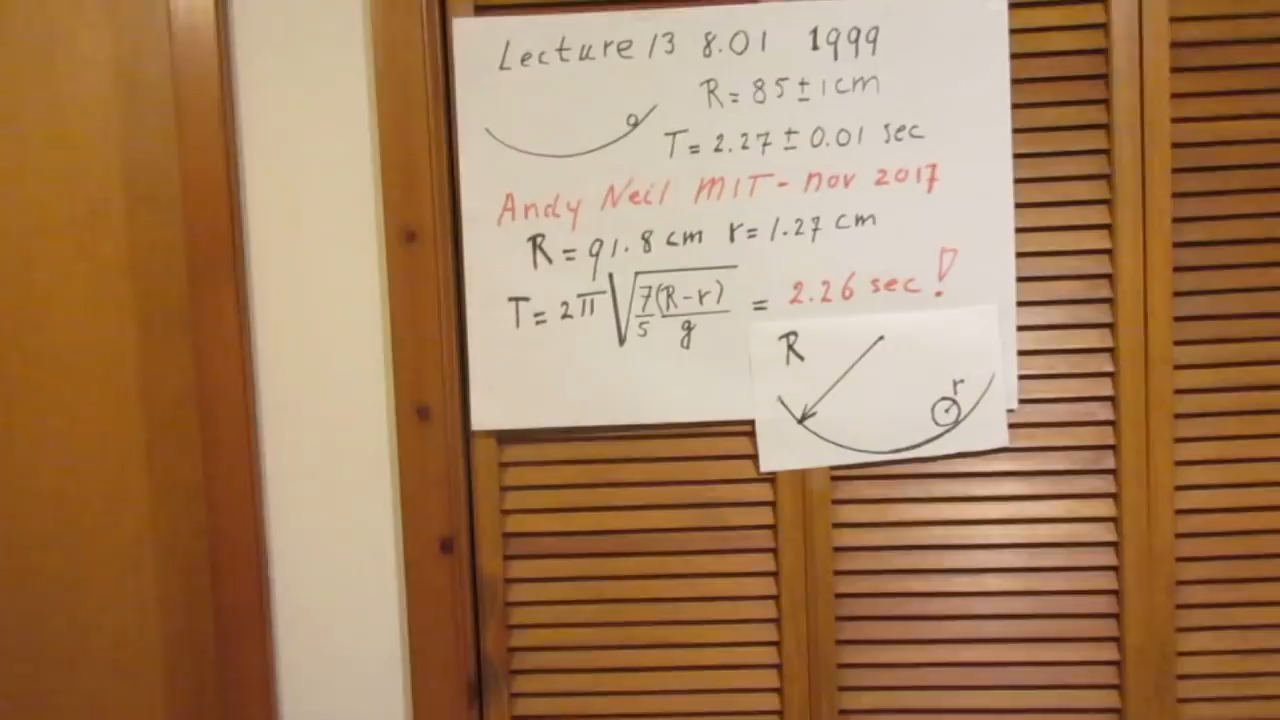 Lecture 13 8.01 1999
R = 85 ± 1 cm
T = 2.27 ± 0.01 sec
Andy Neil MIT - nov 2017
R = 91.8 cm r = 1.27 cm
T = 2π√(7/5 (R-r)/g) = 2.26 sec!
R
r